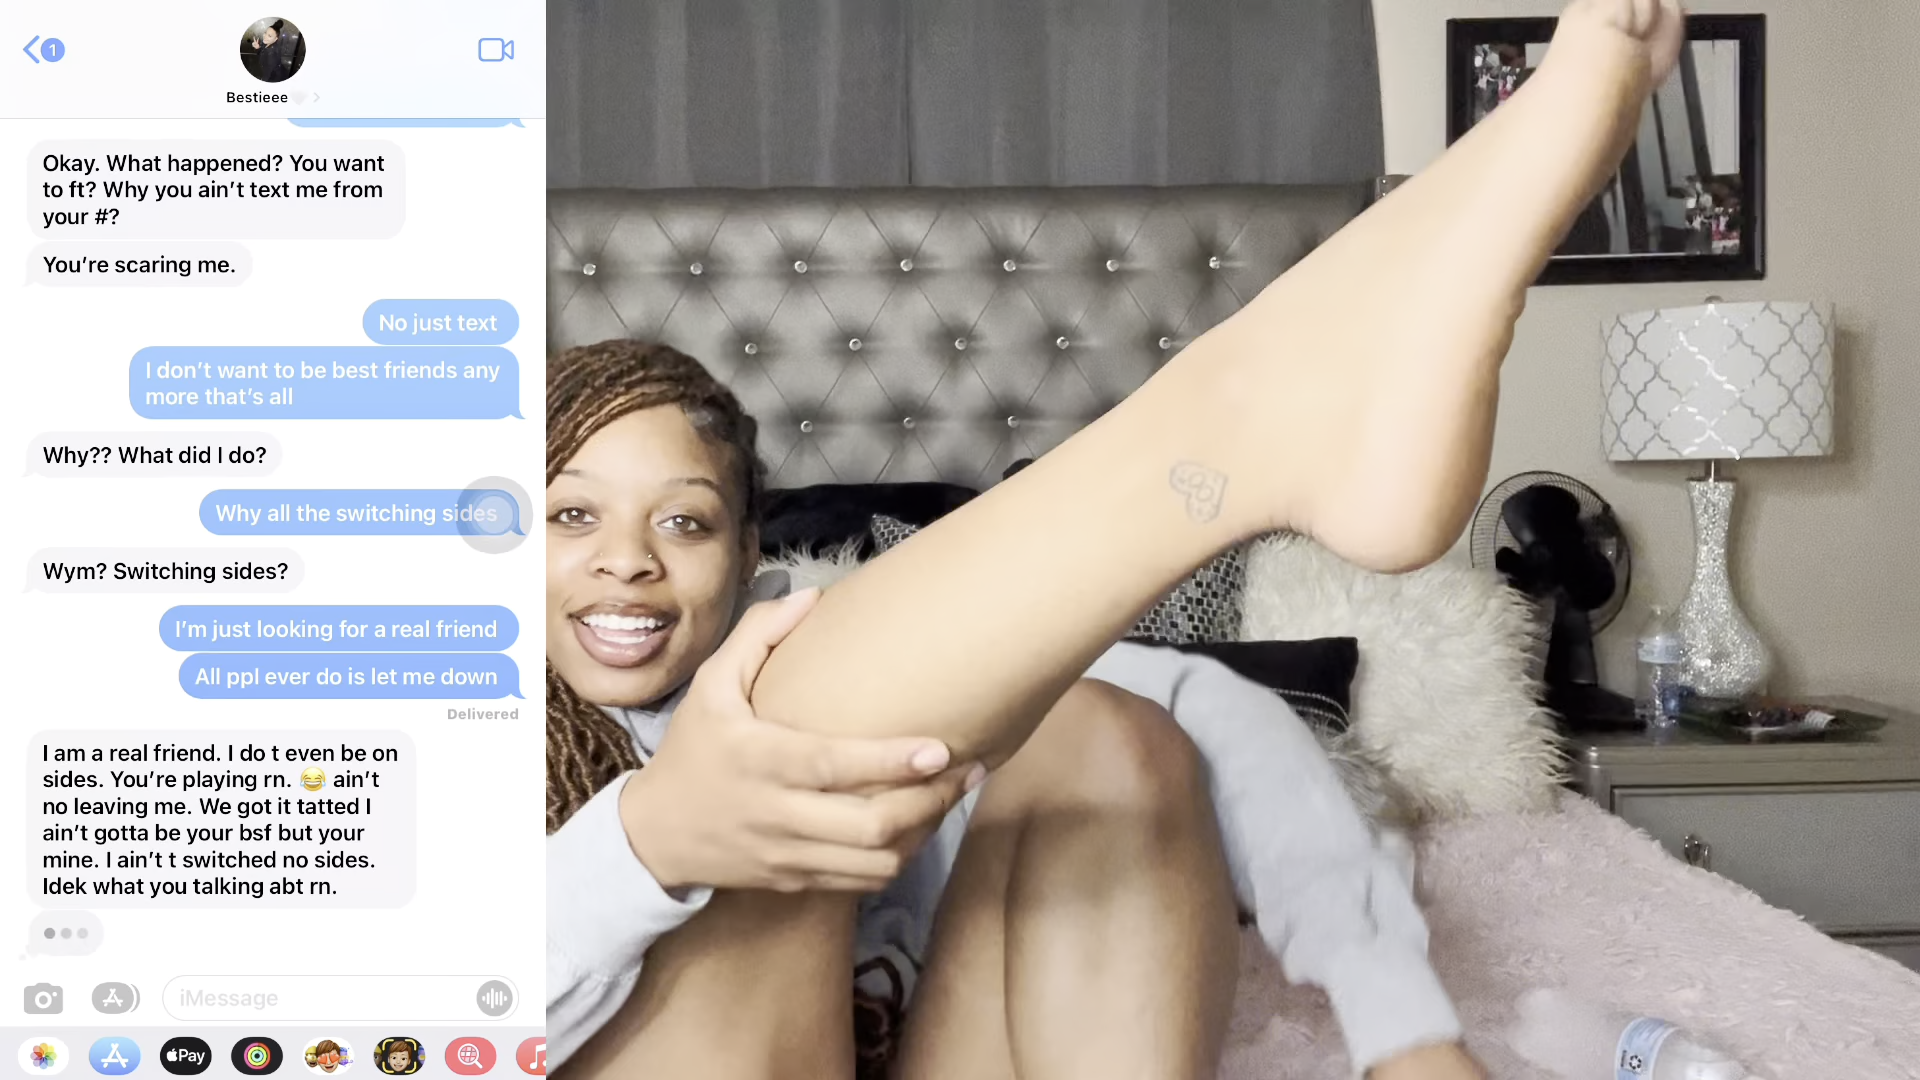 1
Bestieee
Okay. What happened? You want
to ft? Why you ain't text me from
your #?
You're scaring me.
No just text
I don't want to be best friends any
more that's all
Why?? What did I do?
Why all the switching sides
Wym? Switching sides?
I'm just looking for a real friend
All ppl ever do is let me down
Delivered
I am a real friend. I do t even be on
sides. You're playing rn. 😂 ain't
no leaving me. We got it tatted I
ain't gotta be your bsf but your
mine. I ain't t switched no sides.
Idek what you talking abt rn.
iMessage
Pay